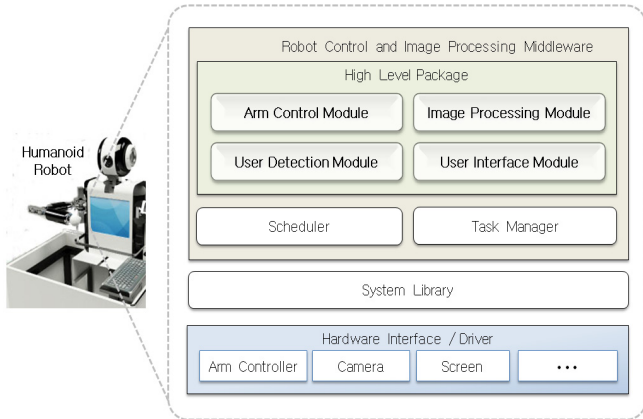 Robot Control and Image Processing Middleware
High Level Package
Arm Control Module
Image Processing Module
User Detection Module
User Interface Module
Scheduler
Task Manager
System Library
Hardware Interface / Driver
Arm Controller
Camera
Screen
...
Humanoid
Robot